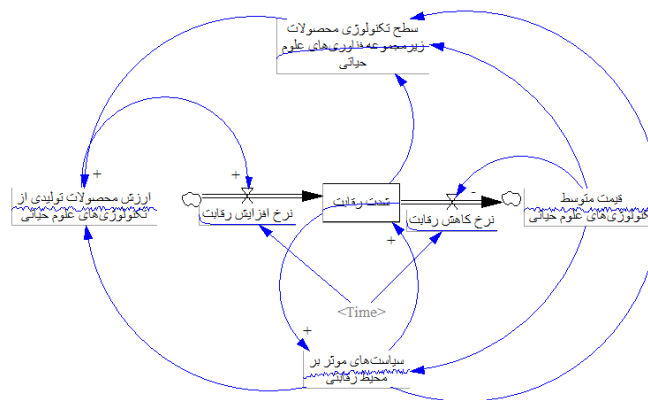 سطح تکنولوژی محصولات
زیرمجموعه فناوری‌های علوم
حیاتی
+
ارزش محصولات تولیدی از
تکنولوژی‌های علوم حیاتی
+
نرخ افزایش رقابت
شدت رقابت
-
نرخ کاهش رقابت
قیمت متوسط
تکنولوژی‌های علوم حیاتی
+
<Time>
+
سیاست‌های موثر بر
محیط رقابتی